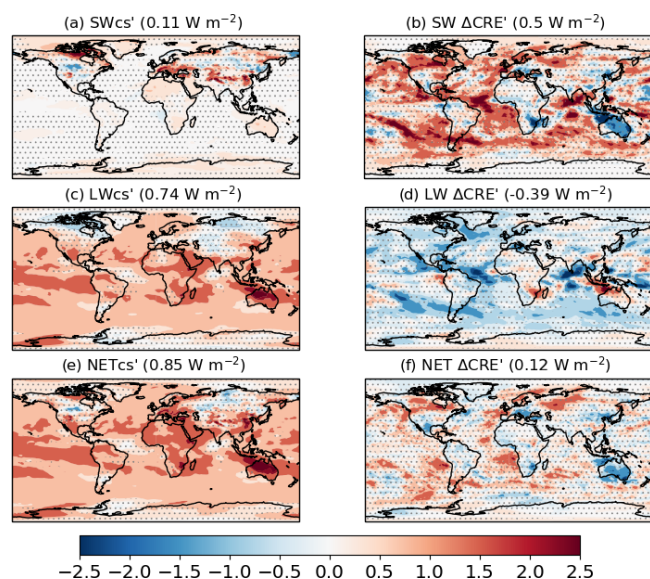 (a) SWcs' (0.11 W m⁻²)
(b) SW ΔCRE' (0.5 W m⁻²)
(c) LWcs' (0.74 W m⁻²)
(d) LW ΔCRE' (-0.39 W m⁻²)
(e) NETcs' (0.85 W m⁻²)
(f) NET ΔCRE' (0.12 W m⁻²)
−2.5 −2.0 −1.5 −1.0 −0.5 0.0 0.5 1.0 1.5 2.0 2.5